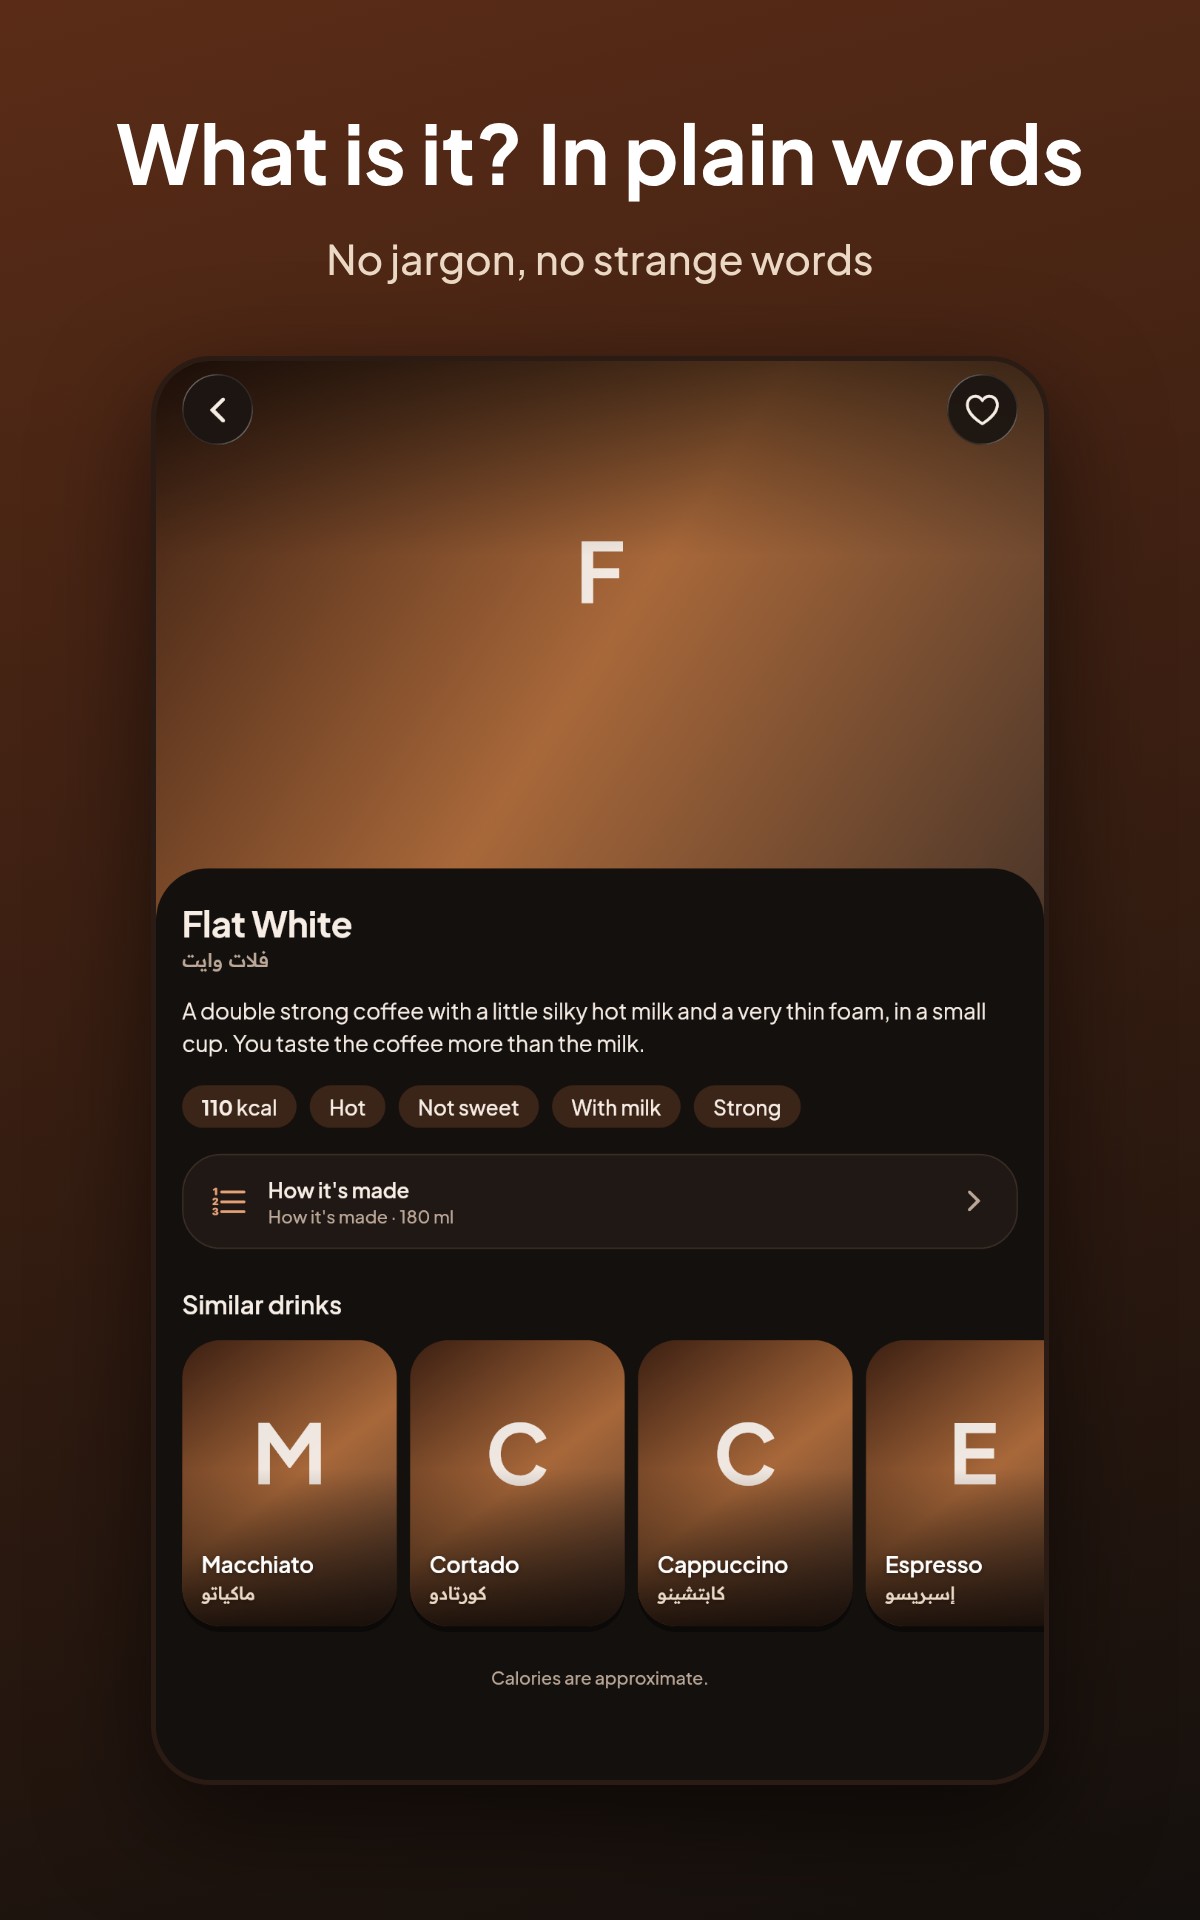 What is it? In plain words
No jargon, no strange words
F
Flat White
فلات وايت
A double strong coffee with a little silky hot milk and a very thin foam, in a small
cup. You taste the coffee more than the milk.
110 kcal
Hot
Not sweet
With milk
Strong
1
2
3
How it's made
How it's made · 180 ml
Similar drinks
M
Macchiato
ماكياتو
C
Cortado
كورتادو
C
Cappuccino
كابتشينو
E
Espresso
إسبريسو
Calories are approximate.